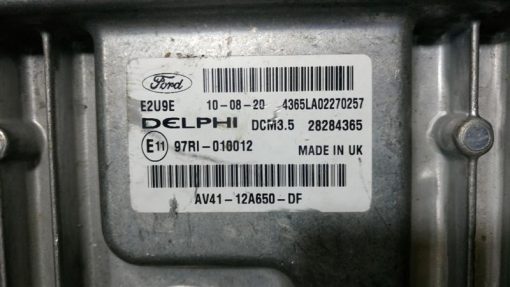 Ford
E2U9E 10-08-20 4365LA02270257
DELPHI DCM3.5 28284365
E11 97RI-010012 MADE IN UK
AV41-12A650-DF